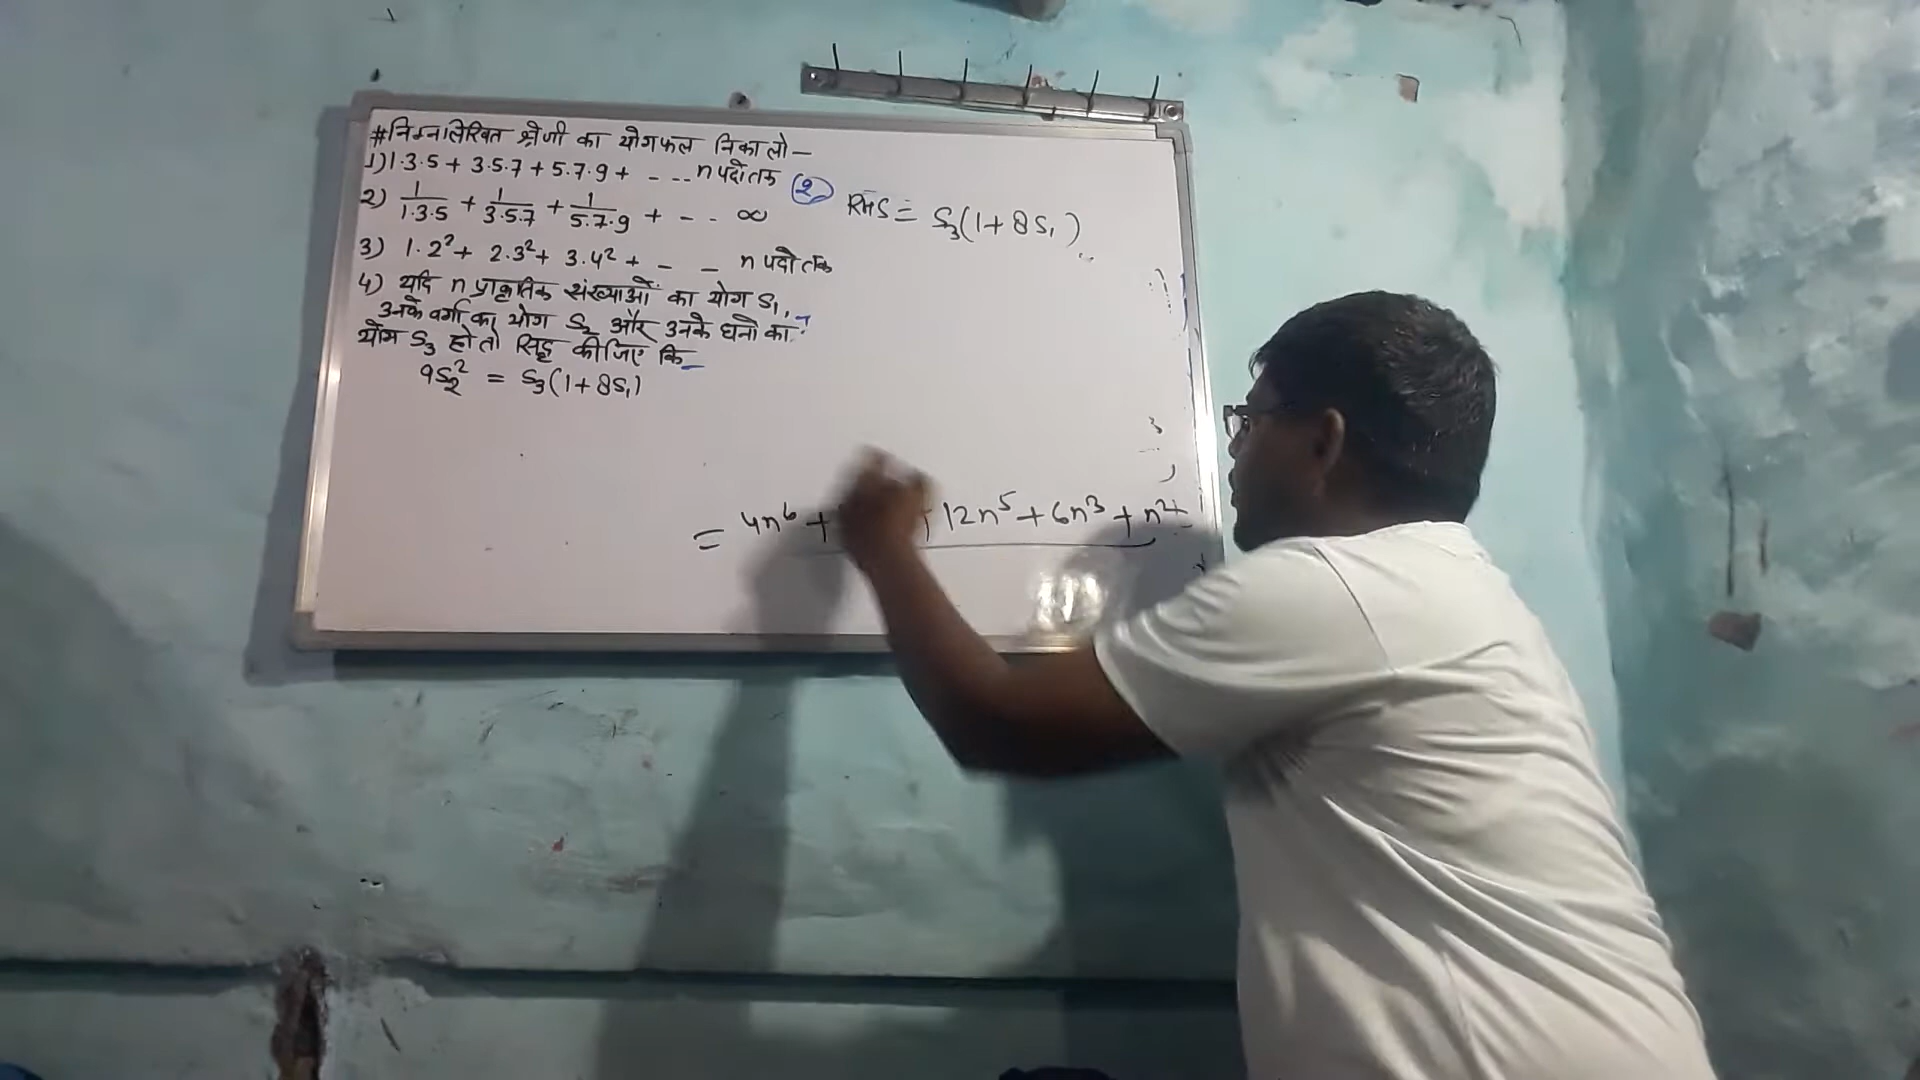 #निम्नलिखित श्रेणी का योगफल निकालो—
1) 1·3·5 + 3·5·7 + 5·7·9 + - -- n पदो तक
2) 1/1·3·5 + 1/3·5·7 + 1/5·7·9 + - - ∞
3) 1·2² + 2·3² + 3·4² + - - n पदो तक
4) यदि n प्राकृतिक संख्याओं का योग S₁,
उनके वर्गो का योग S₂ और उनके घनो का
योग S₃ हो तो सिद्ध कीजिए कि—
9S₂² = S₃(1+8S₁)
② RHS = S₃(1+8S₁)
= 4n⁶ + + 12n⁵ + 6n³ + n²